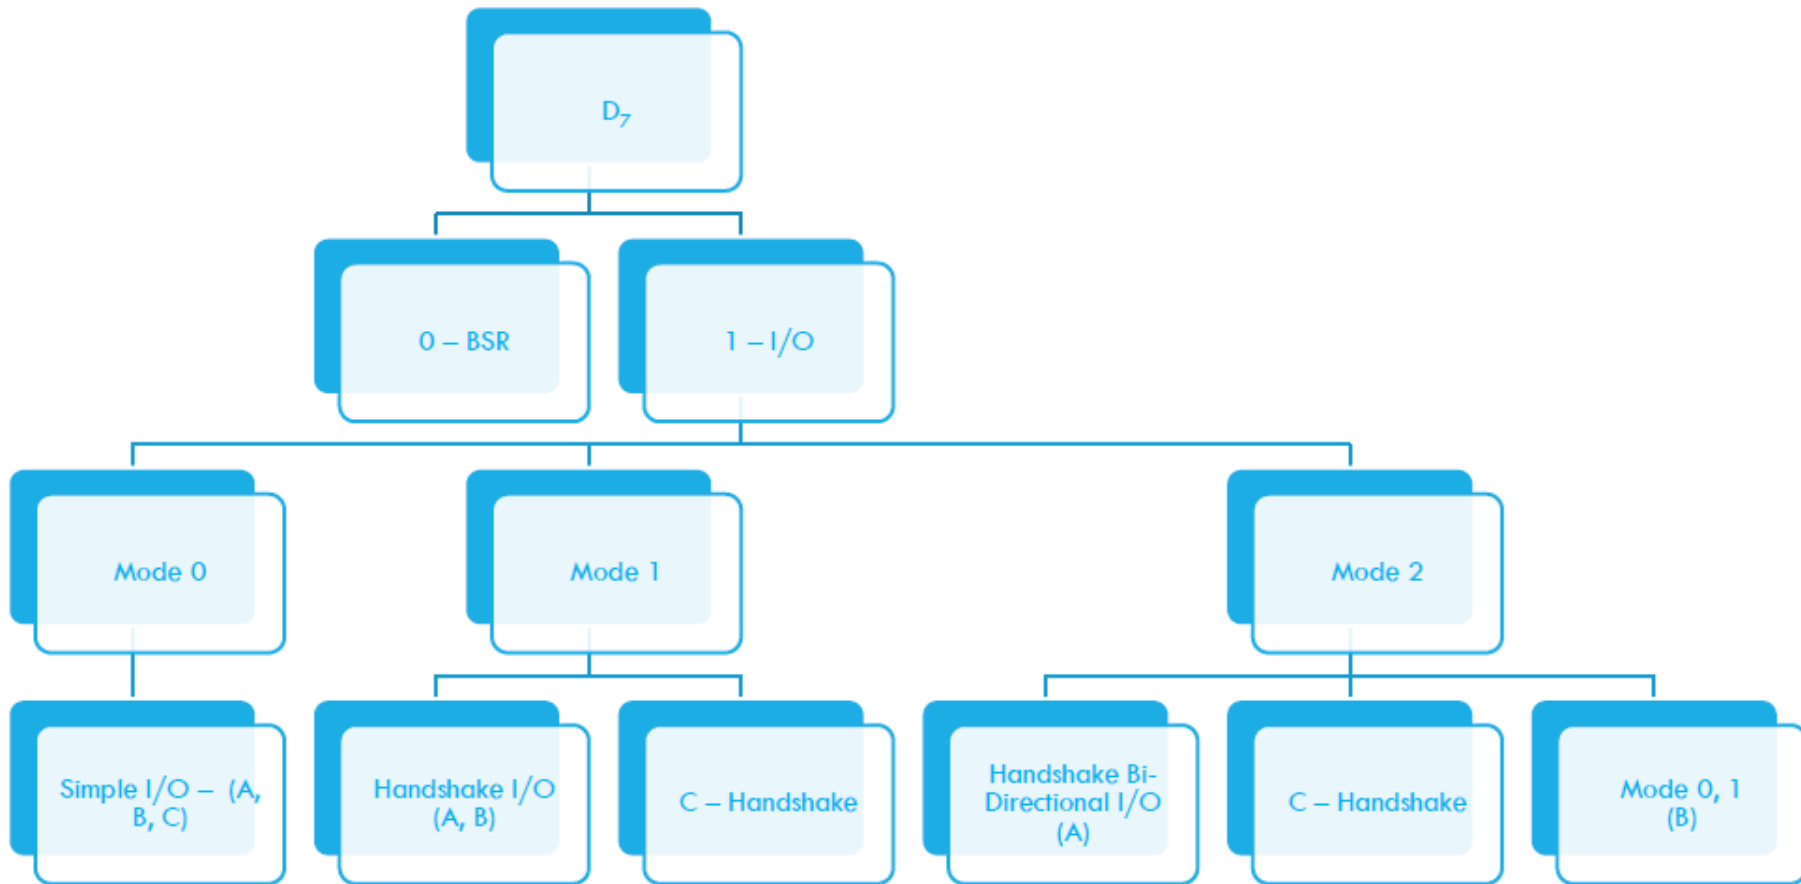 D₇
0 – BSR
1 – I/O
Mode 0
Mode 1
Mode 2
Simple I/O – (A,
B, C)
Handshake I/O
(A, B)
C – Handshake
Handshake Bi-
Directional I/O
(A)
C – Handshake
Mode 0, 1
(B)